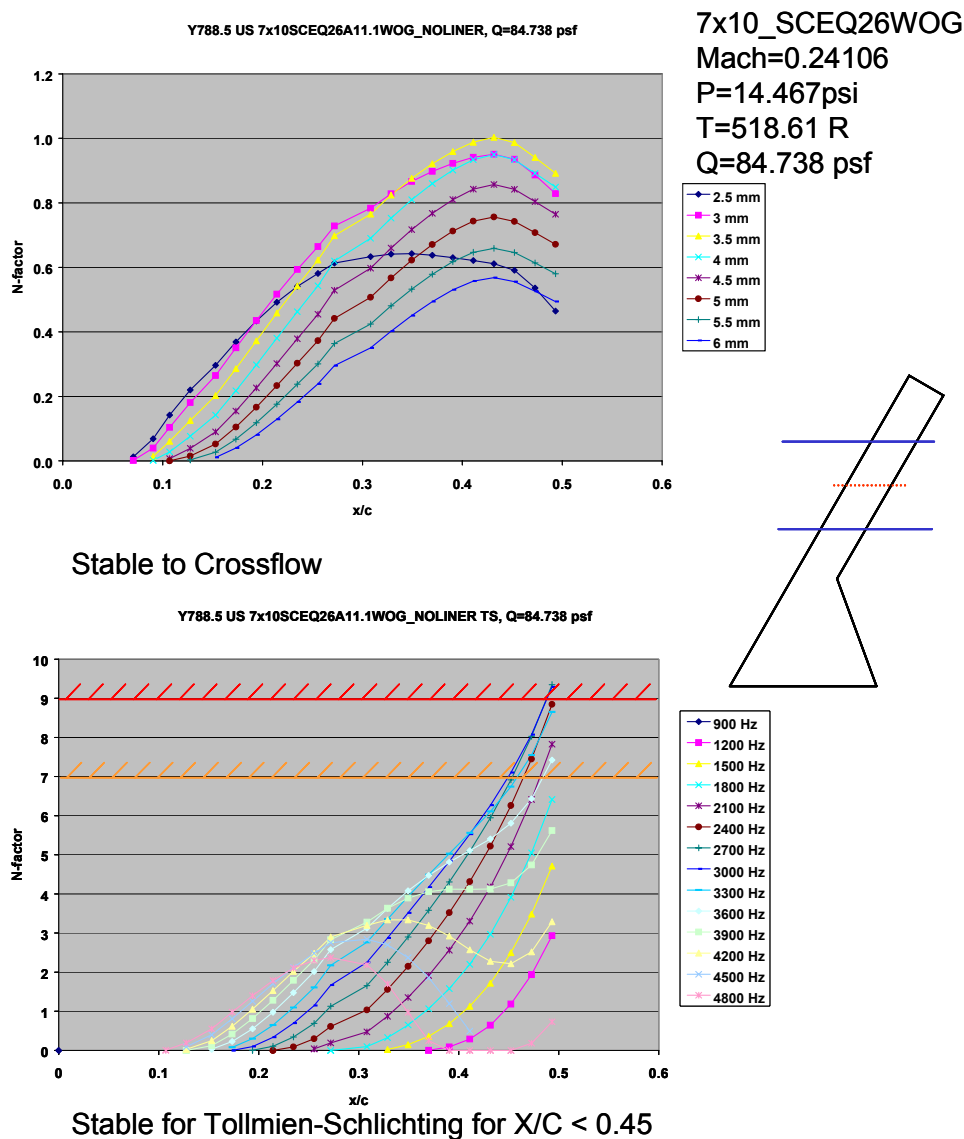 Y788.5 US 7x10SCEQ26A11.1WOG_NOLINER, Q=84.738 psf
1.2
1.0
0.8
0.6
0.4
0.2
0.0
N-factor
0.0 0.1 0.2 0.3 0.4 0.5 0.6
x/c
7x10_SCEQ26WOG
Mach=0.24106
P=14.467psi
T=518.61 R
Q=84.738 psf
2.5 mm
3 mm
3.5 mm
4 mm
4.5 mm
5 mm
5.5 mm
6 mm
Stable to Crossflow
Y788.5 US 7x10SCEQ26A11.1WOG_NOLINER TS, Q=84.738 psf
10
9
8
7
6
5
4
3
2
1
0
N-factor
0 0.1 0.2 0.3 0.4 0.5 0.6
x/c
900 Hz
1200 Hz
1500 Hz
1800 Hz
2100 Hz
2400 Hz
2700 Hz
3000 Hz
3300 Hz
3600 Hz
3900 Hz
4200 Hz
4500 Hz
4800 Hz
Stable for Tollmien-Schlichting for X/C < 0.45